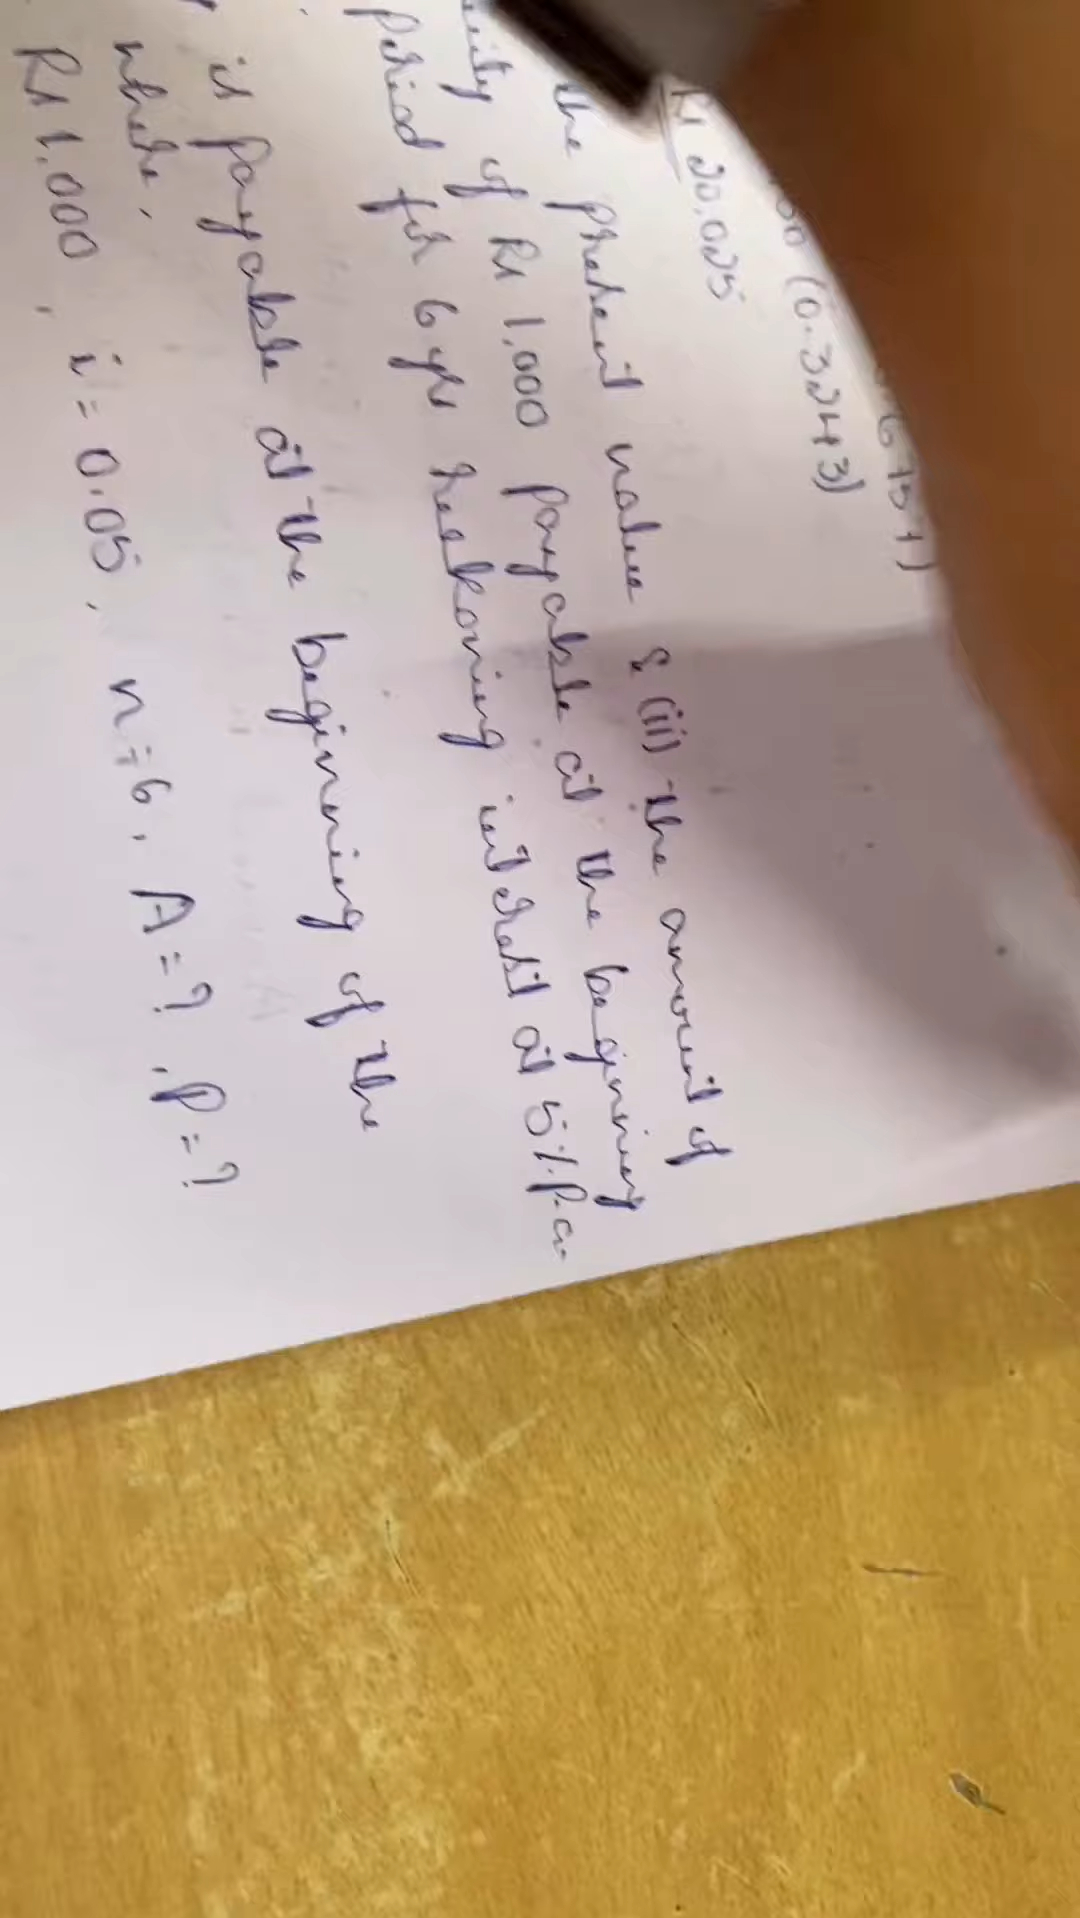 (0.3243)
20,025
the present value & (ii) the amount of
of Rs 1,000 payable at the beginning
period for 6 yrs reckoning interest at 5% p.a.
is payable at the beginning of the
where,
Rs 1,000, i = 0.05, n = 6, A = ?, P = ?